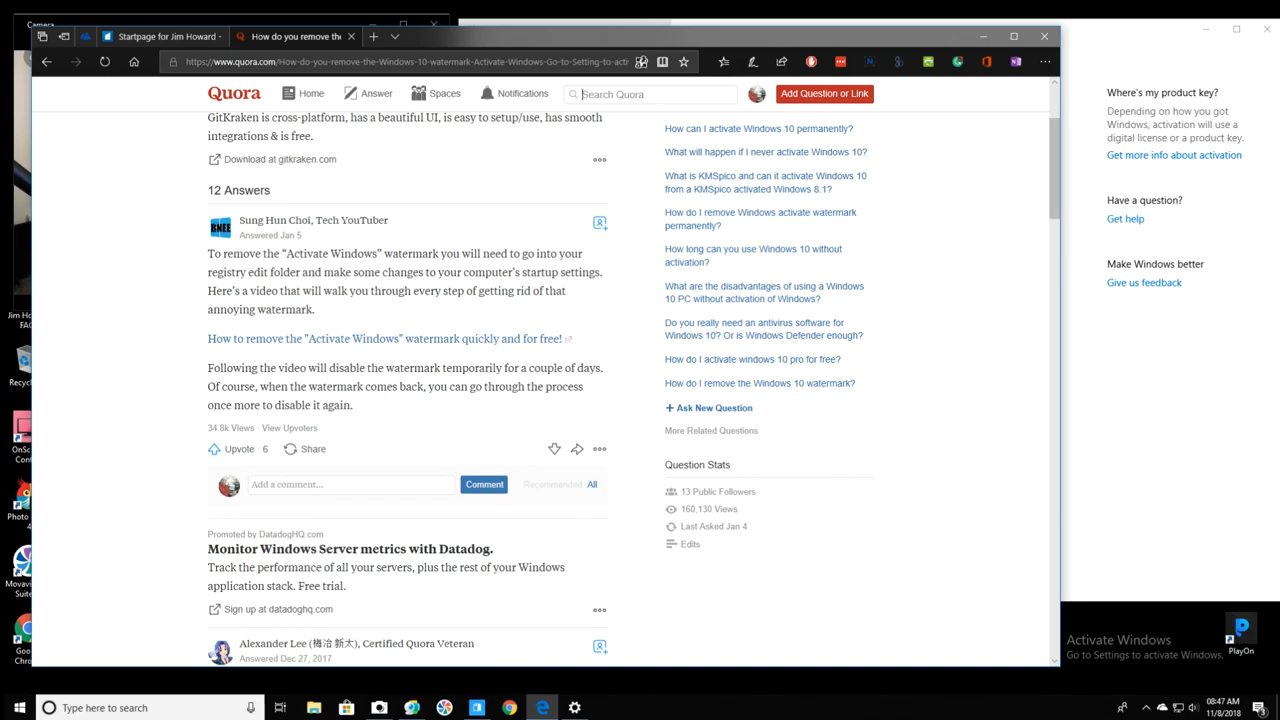 Camera
Startpage for Jim Howard -
How do you remove the
https://www.quora.com/How-do-you-remove-the-Windows-10-watermark-Activate-Windows-Go-to-Setting-to-acti
Quora
Home
Answer
Spaces
Notifications
Search Quora
Add Question or Link
GitKraken is cross-platform, has a beautiful UI, is easy to setup/use, has smooth
integrations & is free.
Download at gitkraken.com
12 Answers
BNEE
Sung Hun Choi, Tech YouTuber
Answered Jan 5
To remove the “Activate Windows” watermark you will need to go into your
registry edit folder and make some changes to your computer’s startup settings.
Here’s a video that will walk you through every step of getting rid of that
annoying watermark.
How to remove the "Activate Windows" watermark quickly and for free!
Following the video will disable the watermark temporarily for a couple of days.
Of course, when the watermark comes back, you can go through the process
once more to disable it again.
34.8k Views · View Upvoters
Upvote 6
Share
Add a comment...
Comment
Recommended All
Promoted by DatadogHQ.com
Monitor Windows Server metrics with Datadog.
Track the performance of all your servers, plus the rest of your Windows
application stack. Free trial.
Sign up at datadoghq.com
Alexander Lee (梅治 新太), Certified Quora Veteran
Answered Dec 27, 2017
How can I activate Windows 10 permanently?
What will happen if I never activate Windows 10?
What is KMSpico and can it activate Windows 10
from a KMSpico activated Windows 8.1?
How do I remove Windows activate watermark
permanently?
How long can you use Windows 10 without
activation?
What are the disadvantages of using a Windows
10 PC without activation of Windows?
Do you really need an antivirus software for
Windows 10? Or is Windows Defender enough?
How do I activate windows 10 pro for free?
How do I remove the Windows 10 watermark?
+ Ask New Question
More Related Questions
Question Stats
13 Public Followers
160,130 Views
Last Asked Jan 4
Edits
Where's my product key?
Depending on how you got
Windows, activation will use a
digital license or a product key.
Get more info about activation
Have a question?
Get help
Make Windows better
Give us feedback
Activate Windows
Go to Settings to activate Windows.
PlayOn
Type here to search
08:47 AM
11/8/2018